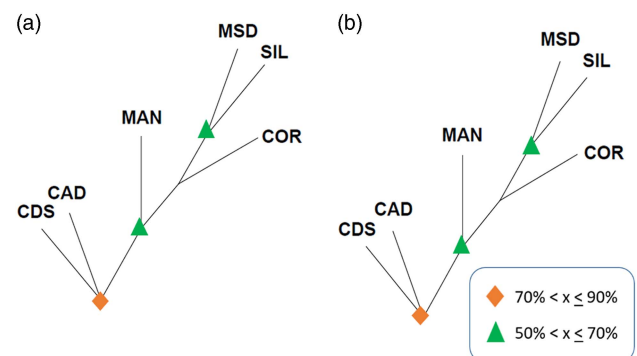 (a)
MSD
SIL
MAN
COR
CAD
CDS
(b)
MSD
SIL
MAN
COR
CAD
CDS
70% < x ≤ 90%
50% < x ≤ 70%